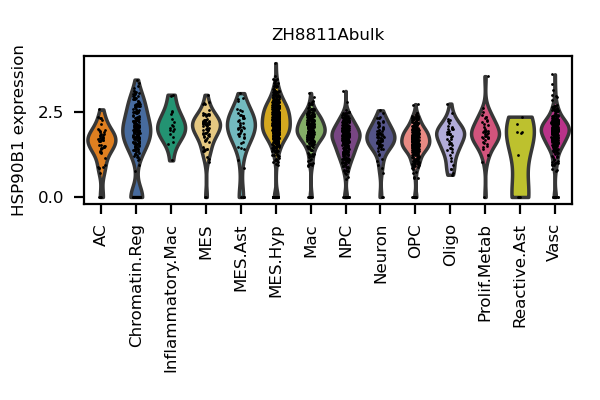 ZH8811Abulk
HSP90B1 expression
2.5
0.0
AC
Chromatin.Reg
Inflammatory.Mac
MES
MES.Ast
MES.Hyp
Mac
NPC
Neuron
OPC
Oligo
Prolif.Metab
Reactive.Ast
Vasc